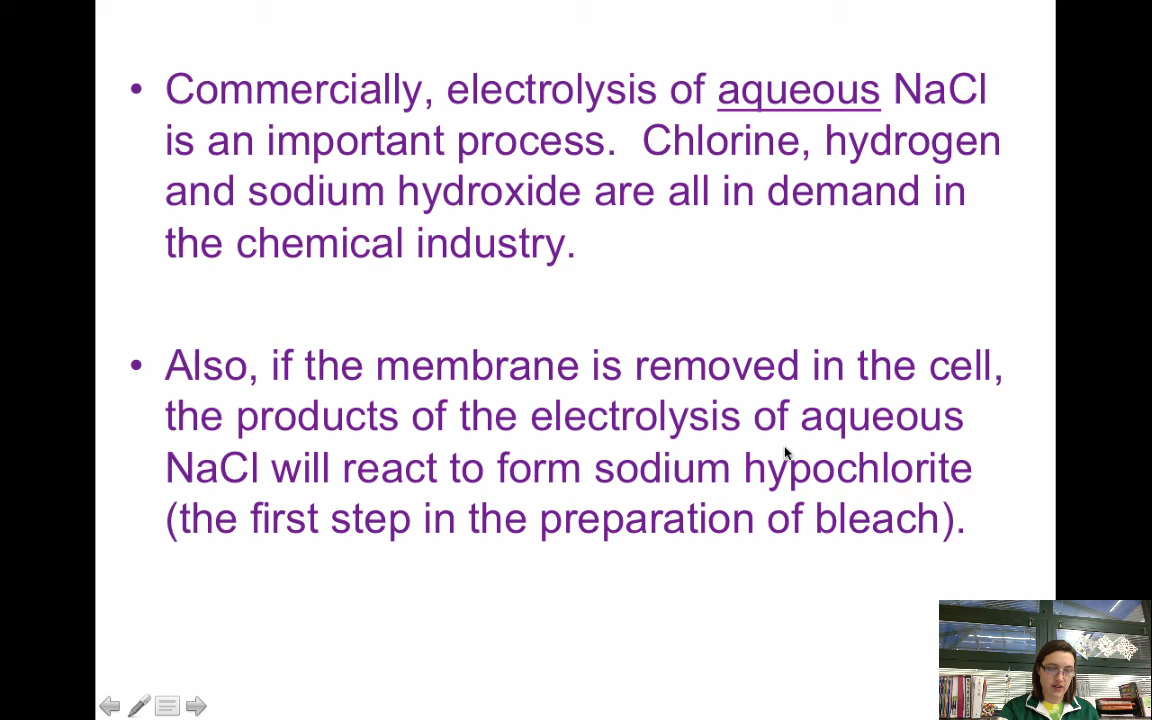 • Commercially, electrolysis of aqueous NaCl
is an important process.  Chlorine, hydrogen
and sodium hydroxide are all in demand in
the chemical industry.
• Also, if the membrane is removed in the cell,
the products of the electrolysis of aqueous
NaCl will react to form sodium hypochlorite
(the first step in the preparation of bleach).